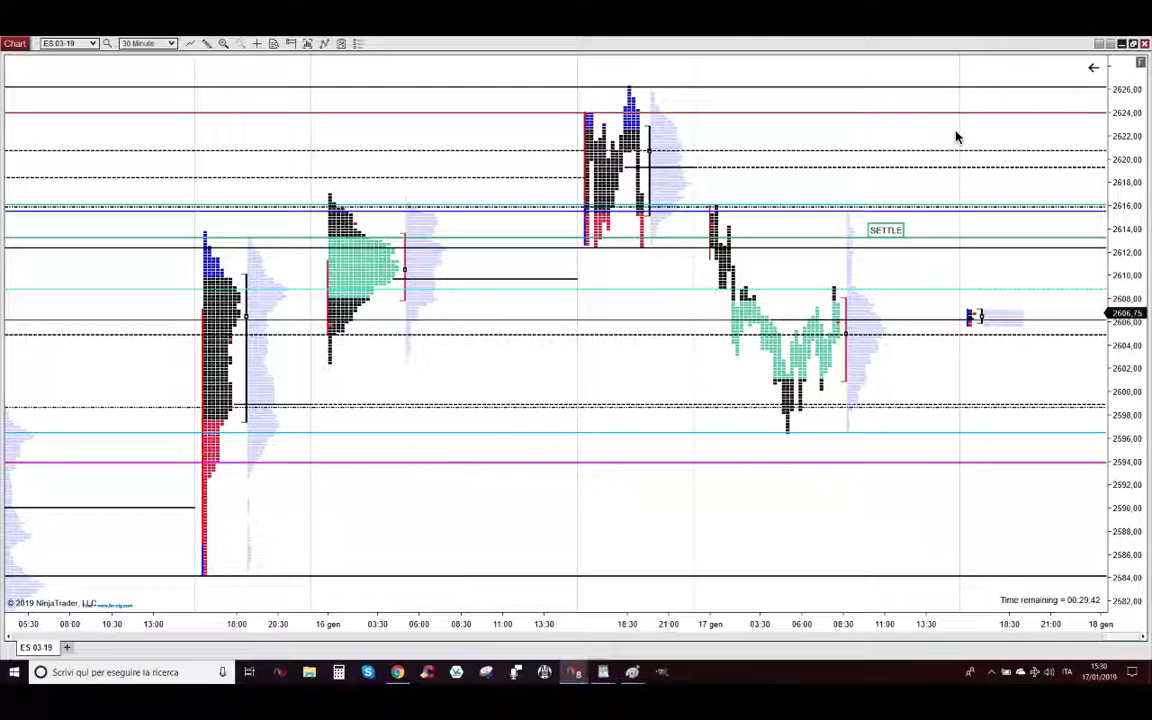 Chart ES 03-19 30 Minute
F
2626,00
2624,00
2622,00
2620,00
2618,00
2616,00
2614,00
2612,00
2610,00
2608,00
2606,75
2606,00
2604,00
2602,00
2600,00
2598,00
2596,00
2594,00
2592,00
2590,00
2588,00
2586,00
2584,00
2582,00
SETTLE
© 2019 NinjaTrader, LLC
Time remaining = 00:29:42
05:30 08:00 10:30 13:00 18:00 16 gen 03:30 06:00 08:30 11:00 13:30 18:30 21:00 17 gen 03:30 06:00 08:30 11:00 13:30 18:30 21:00 18 gen
ES 03-19 +
Scrivi qui per eseguire la ricerca
ITA
15:30
17/01/2019